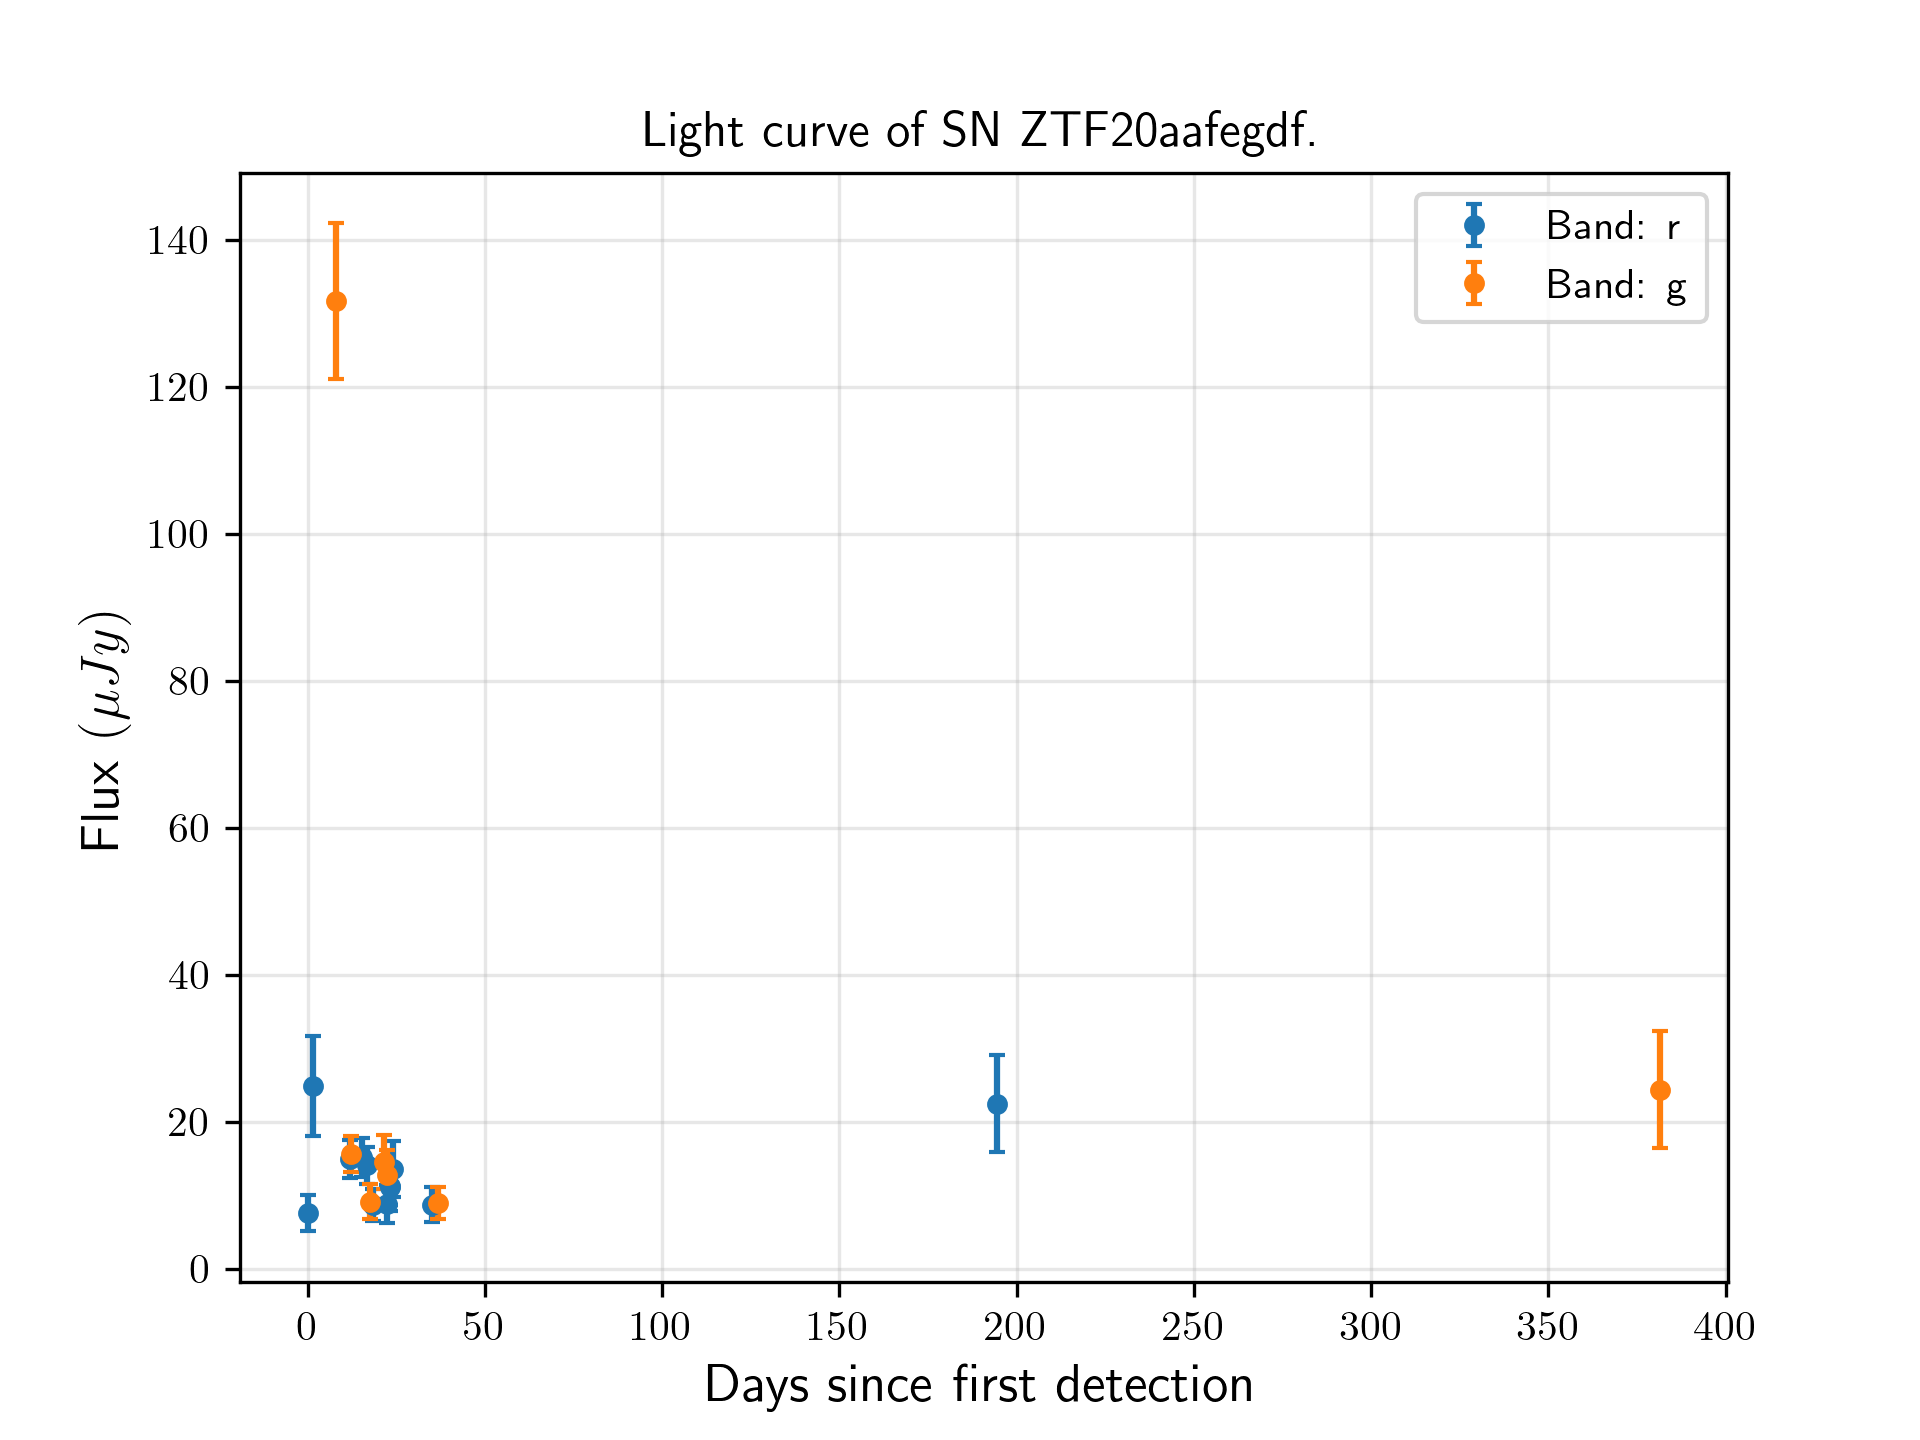 Light curve of SN ZTF20aafegdf.
Band: r
Band: g
Flux (μJy)
140
120
100
80
60
40
20
0
0 50 100 150 200 250 300 350 400
Days since first detection